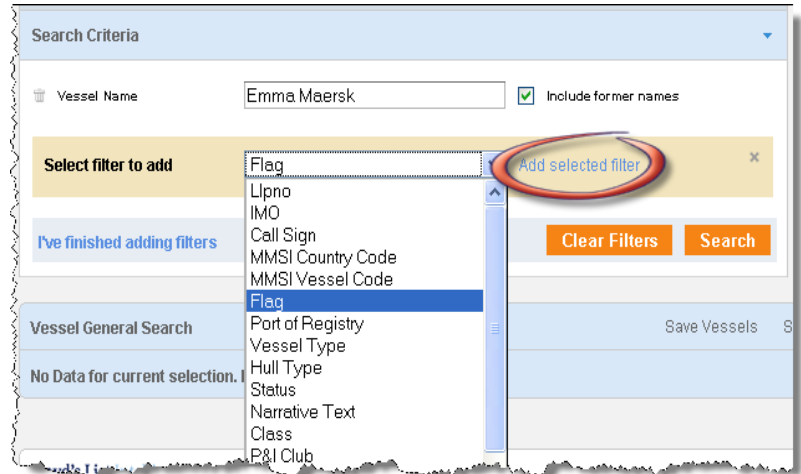 Search Criteria
Vessel Name Emma Maersk Include former names
Select filter to add Flag Add selected filter
Llpno
IMO
Call Sign
I've finished adding filters Clear Filters Search
MMSI Country Code
MMSI Vessel Code
Flag
Port of Registry
Vessel General Search Save Vessels S
Vessel Type
Hull Type
No Data for current selection.
Status
Narrative Text
Class
P&I Club